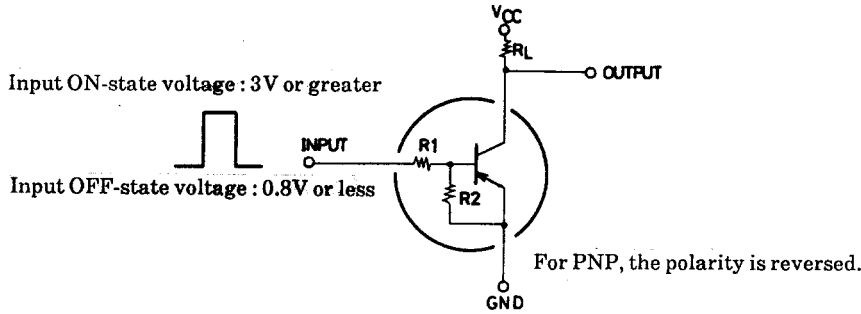 VCC
RL
OUTPUT
Input ON-state voltage : 3V or greater
INPUT
R1
Input OFF-state voltage : 0.8V or less
R2
For PNP, the polarity is reversed.
GND